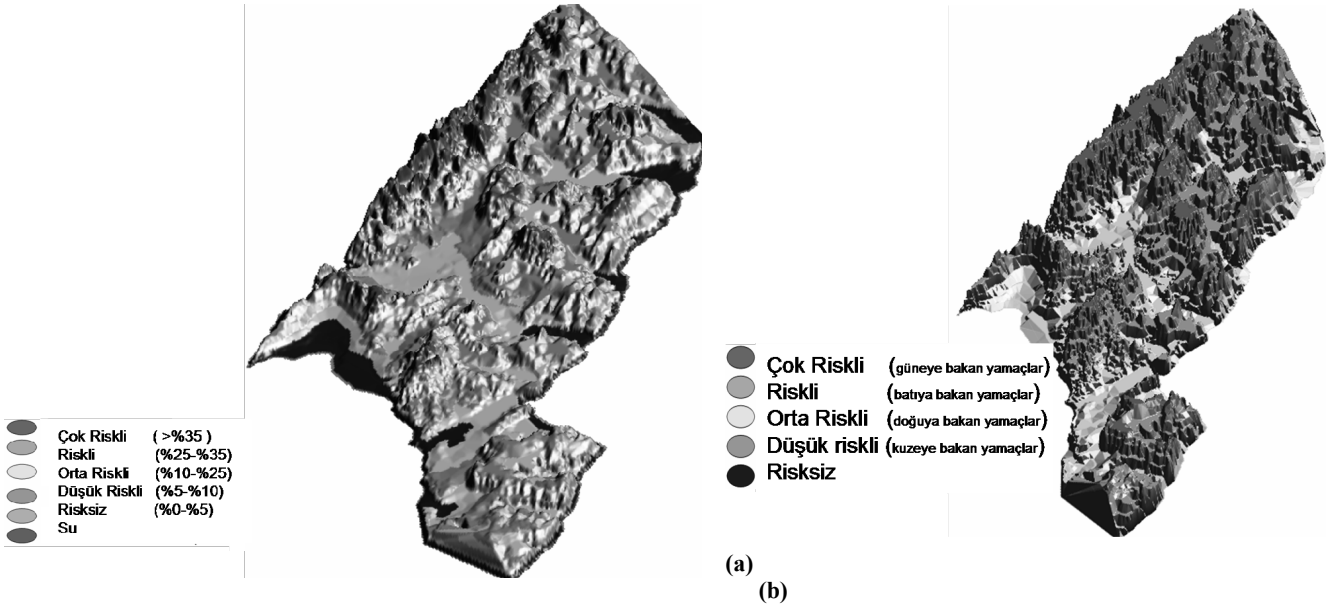 Çok Riskli ( >%35 )
Riskli (%25-%35)
Orta Riskli (%10-%25)
Düşük Riskli (%5-%10)
Risksiz (%0-%5)
Su
Çok Riskli (güneye bakan yamaçlar)
Riskli (batıya bakan yamaçlar)
Orta Riskli (doğuya bakan yamaçlar)
Düşük riskli (kuzeye bakan yamaçlar)
Risksiz
(a)
(b)